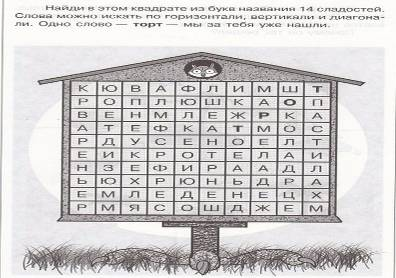 Найди в этом квадрате из букв названия 14 сладостей.
Слова можно искать по горизонтали, вертикали и диагона-
ли. Одно слово — торт — мы за тебя уже нашли.
К Ю В А Ф Л И М Ш Т
Р О П Л Ю Ш К А О П
В Е Н М Л Е Ж Р К А
А Т Е Ф К А Т М О С
Р Д У С Е Н О Е Л Т
Е И К Р О Т Е Л А И
Н З Е Ф И Р А А Д Л
Ь Ю Х Р Ю Н Ь Д Р А
Е М Л Е Д Е Н Е Ц Х
Р М Я С О Ш Д Ж Е М